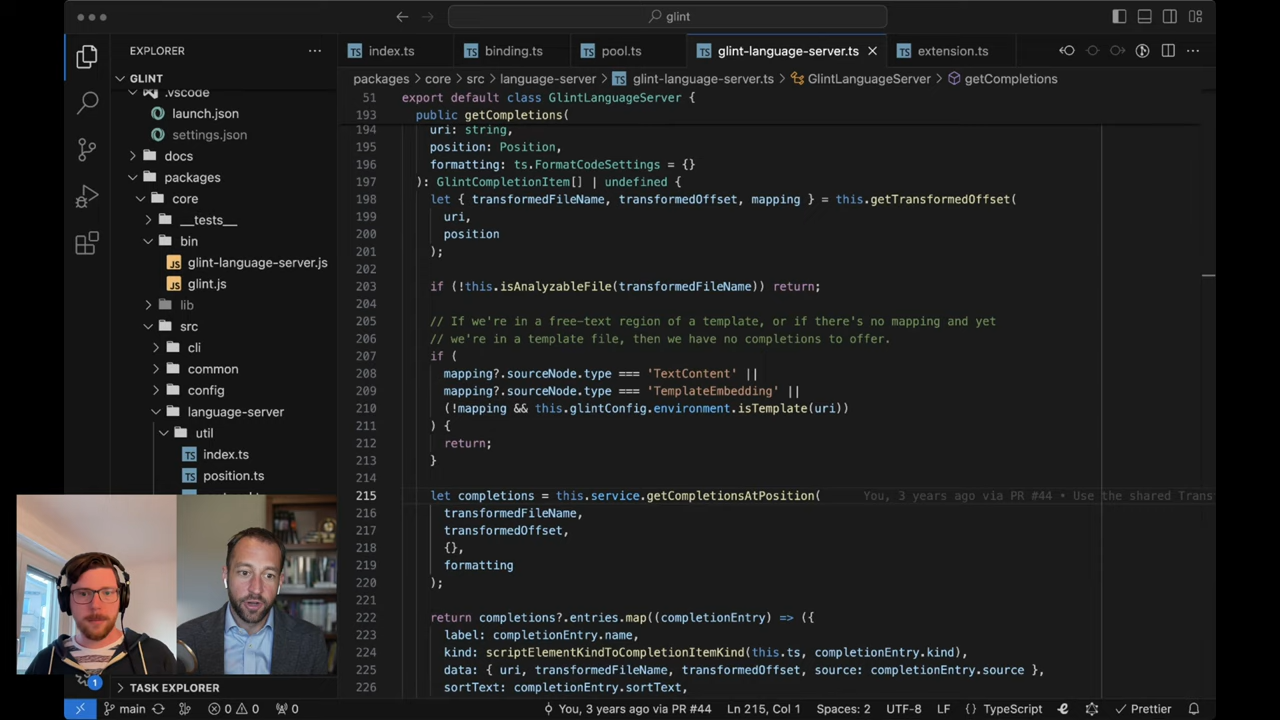 glint
EXPLORER
index.ts
binding.ts
pool.ts
glint-language-server.ts
extension.ts
packages
core
src
language-server
glint-language-server.ts
GlintLanguageServer
getCompletions
GLINT
.vscode
launch.json
settings.json
docs
packages
core
__tests__
bin
glint-language-server.js
glint.js
lib
src
cli
common
config
language-server
util
index.ts
position.ts
TASK EXPLORER
51 export default class GlintLanguageServer {
193 public getCompletions(
194 uri: string,
195 position: Position,
196 formatting: ts.FormatCodeSettings = {}
197 ): GlintCompletionItem[] | undefined {
198 let { transformedFileName, transformedOffset, mapping } = this.getTransformedOffset(
199 uri,
200 position
201 );
202
203 if (!this.isAnalyzableFile(transformedFileName)) return;
204
205 // If we're in a free-text region of a template, or if there's no mapping and yet
206 // we're in a template file, then we have no completions to offer.
207 if (
208 mapping?.sourceNode.type === 'TextContent' ||
209 mapping?.sourceNode.type === 'TemplateEmbedding' ||
210 (!mapping && this.glintConfig.environment.isTemplate(uri))
211 ) {
212 return;
213 }
214
215 let completions = this.service.getCompletionsAtPosition( You, 3 years ago via PR #44 • Use the shared Trans
216 transformedFileName,
217 transformedOffset,
218 {},
219 formatting
220 );
221
222 return completions?.entries.map((completionEntry) => ({
223 label: completionEntry.name,
224 kind: scriptElementKindToCompletionItemKind(this.ts, completionEntry.kind),
225 data: { uri, transformedFileName, transformedOffset, source: completionEntry.source },
226 sortText: completionEntry.sortText,
1
main
0
0
0
You, 3 years ago via PR #44
Ln 215, Col 1
Spaces: 2
UTF-8
LF
{} TypeScript
Prettier